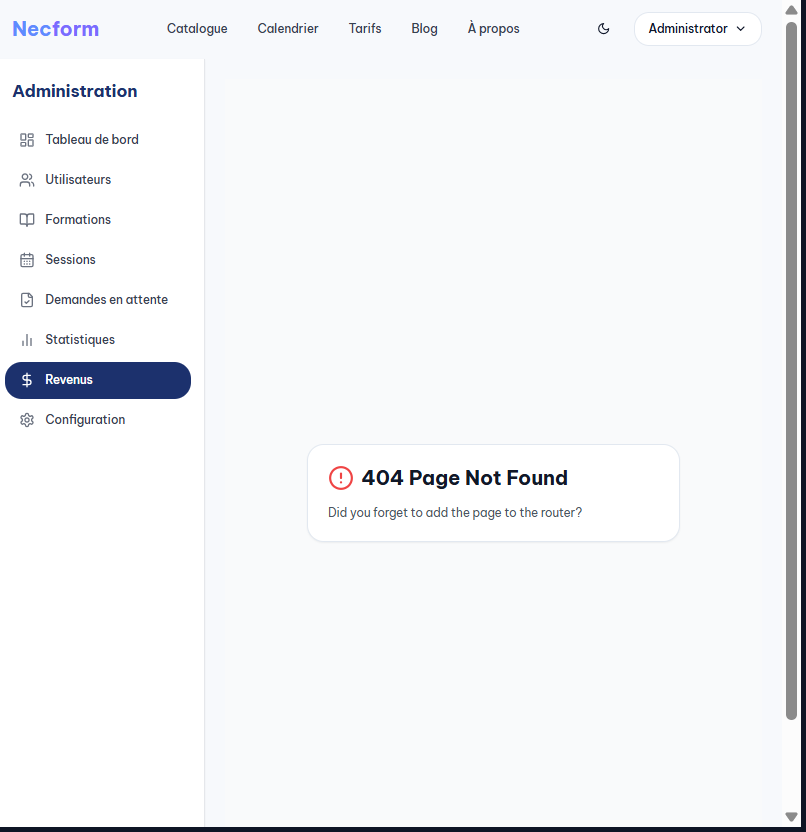 Necform
Catalogue
Calendrier
Tarifs
Blog
À propos
Administrator
Administration
Tableau de bord
Utilisateurs
Formations
Sessions
Demandes en attente
Statistiques
Revenus
Configuration
404 Page Not Found
Did you forget to add the page to the router?